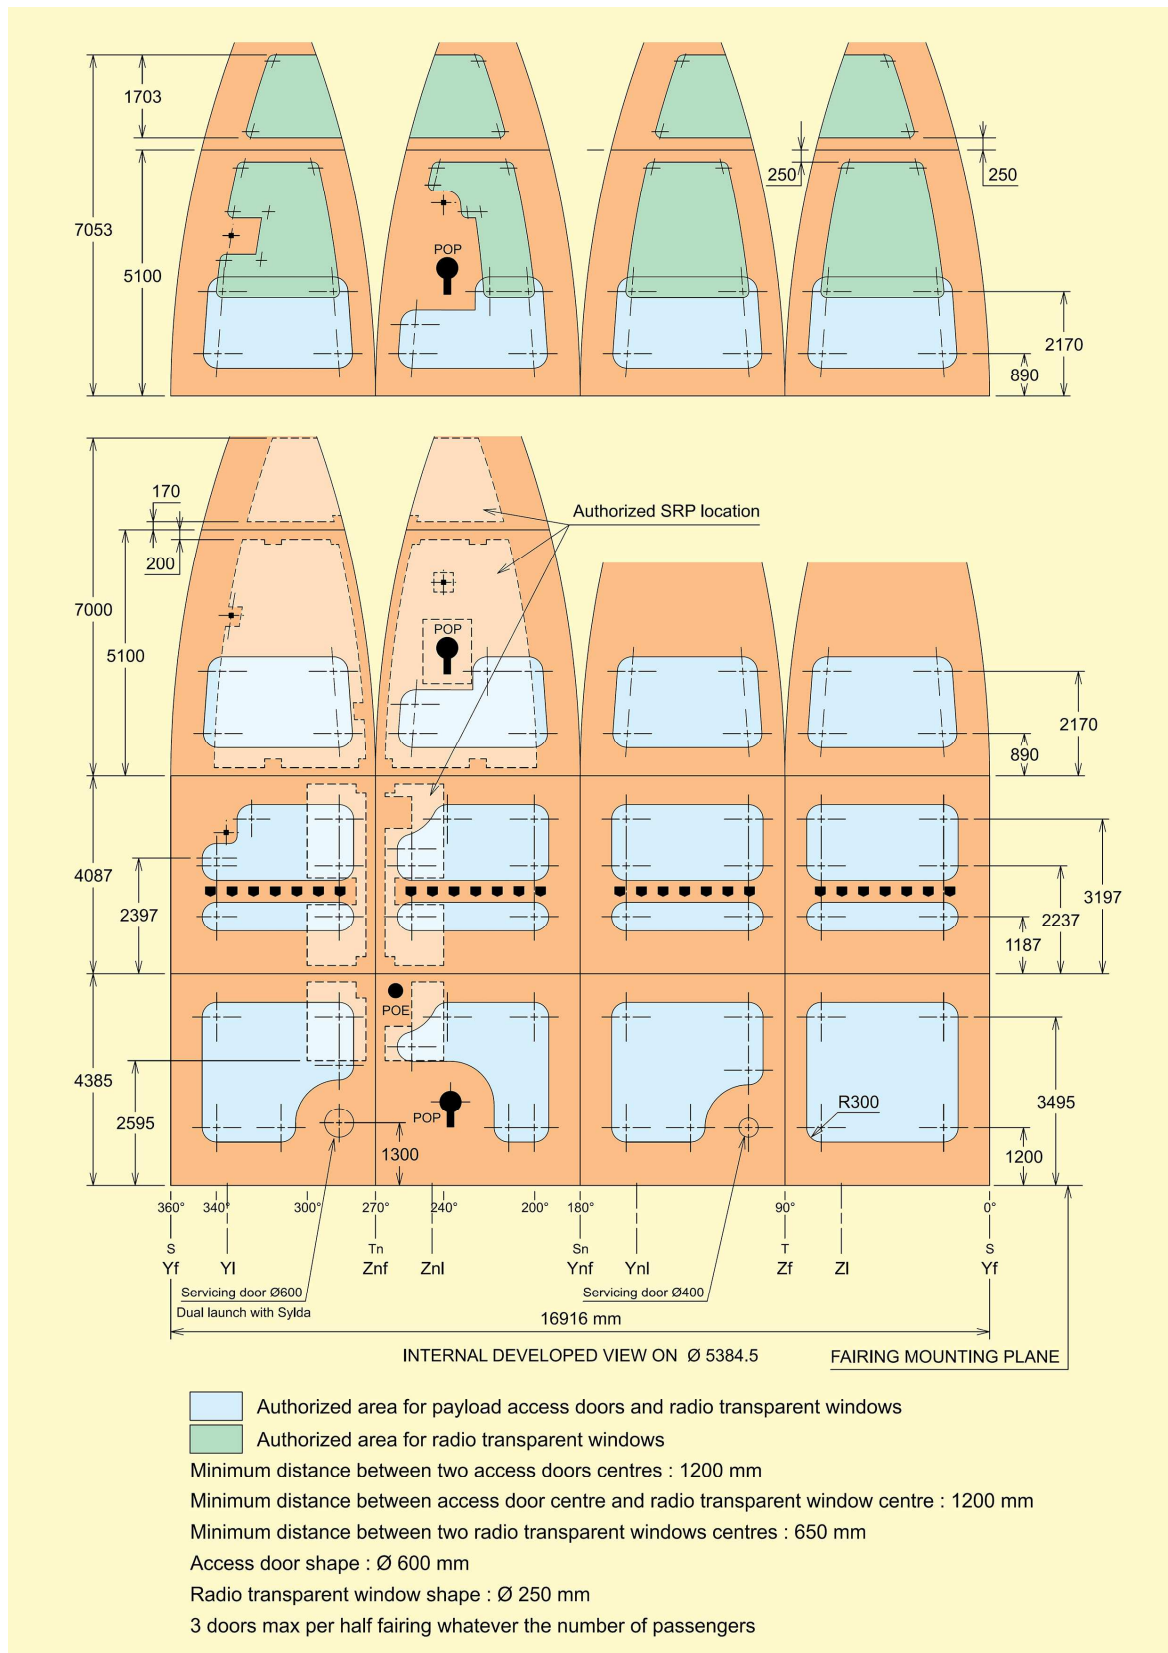 1703
250
250
7053
POP
5100
2170
890
170
Authorized SRP location
200
7000
POP
5100
2170
890
4087
3197
2397
2237
1187
POE
4385
R300
3495
2595
POP
1300
1200
360° 340° 300° 270° 240° 200° 180° 90° 0°
S Tn Sn T S
Yf YI Znf ZnI Ynf YnI Zf ZI Yf
Servicing door Ø600 Servicing door Ø400
Dual launch with Sylda
16916 mm
INTERNAL DEVELOPED VIEW ON Ø 5384.5
FAIRING MOUNTING PLANE
Authorized area for payload access doors and radio transparent windows
Authorized area for radio transparent windows
Minimum distance between two access doors centres : 1200 mm
Minimum distance between access door centre and radio transparent window centre : 1200 mm
Minimum distance between two radio transparent windows centres : 650 mm
Access door shape : Ø 600 mm
Radio transparent window shape : Ø 250 mm
3 doors max per half fairing whatever the number of passengers